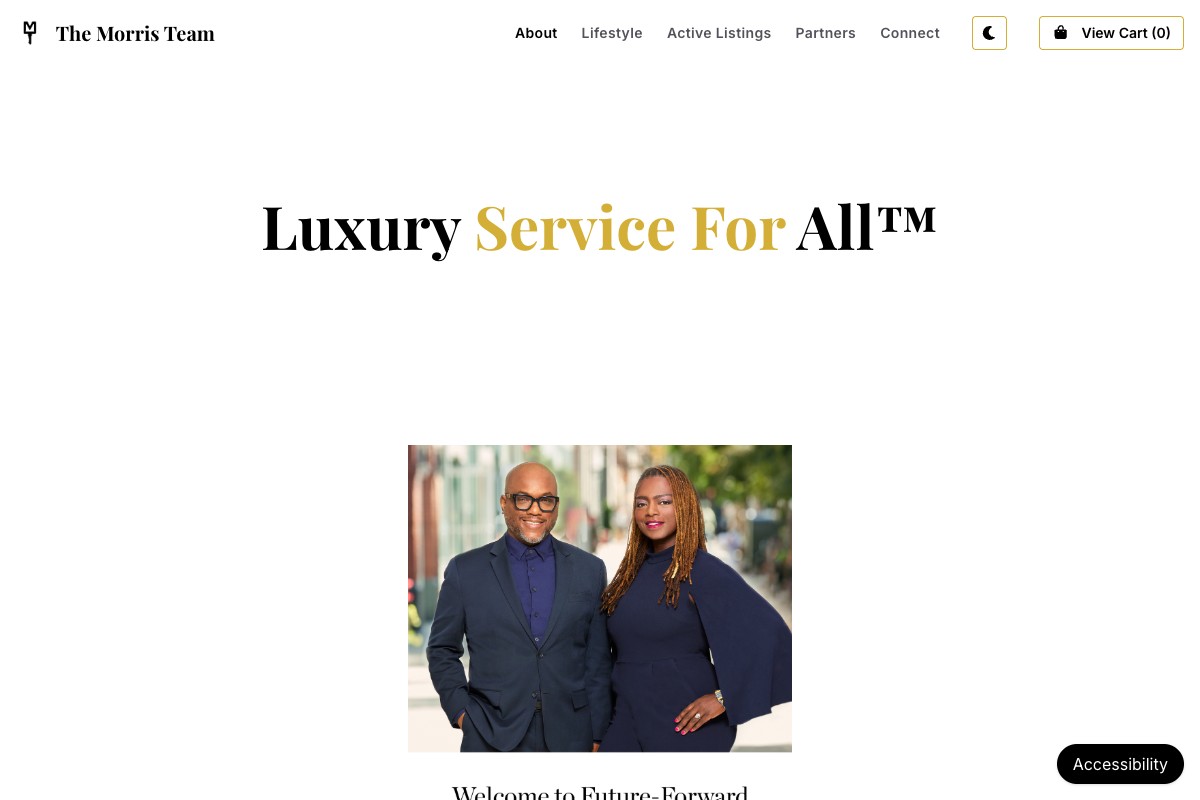 The Morris Team
About
Lifestyle
Active Listings
Partners
Connect
View Cart (0)
Luxury Service For All™
Welcome to Future-Forward
Accessibility